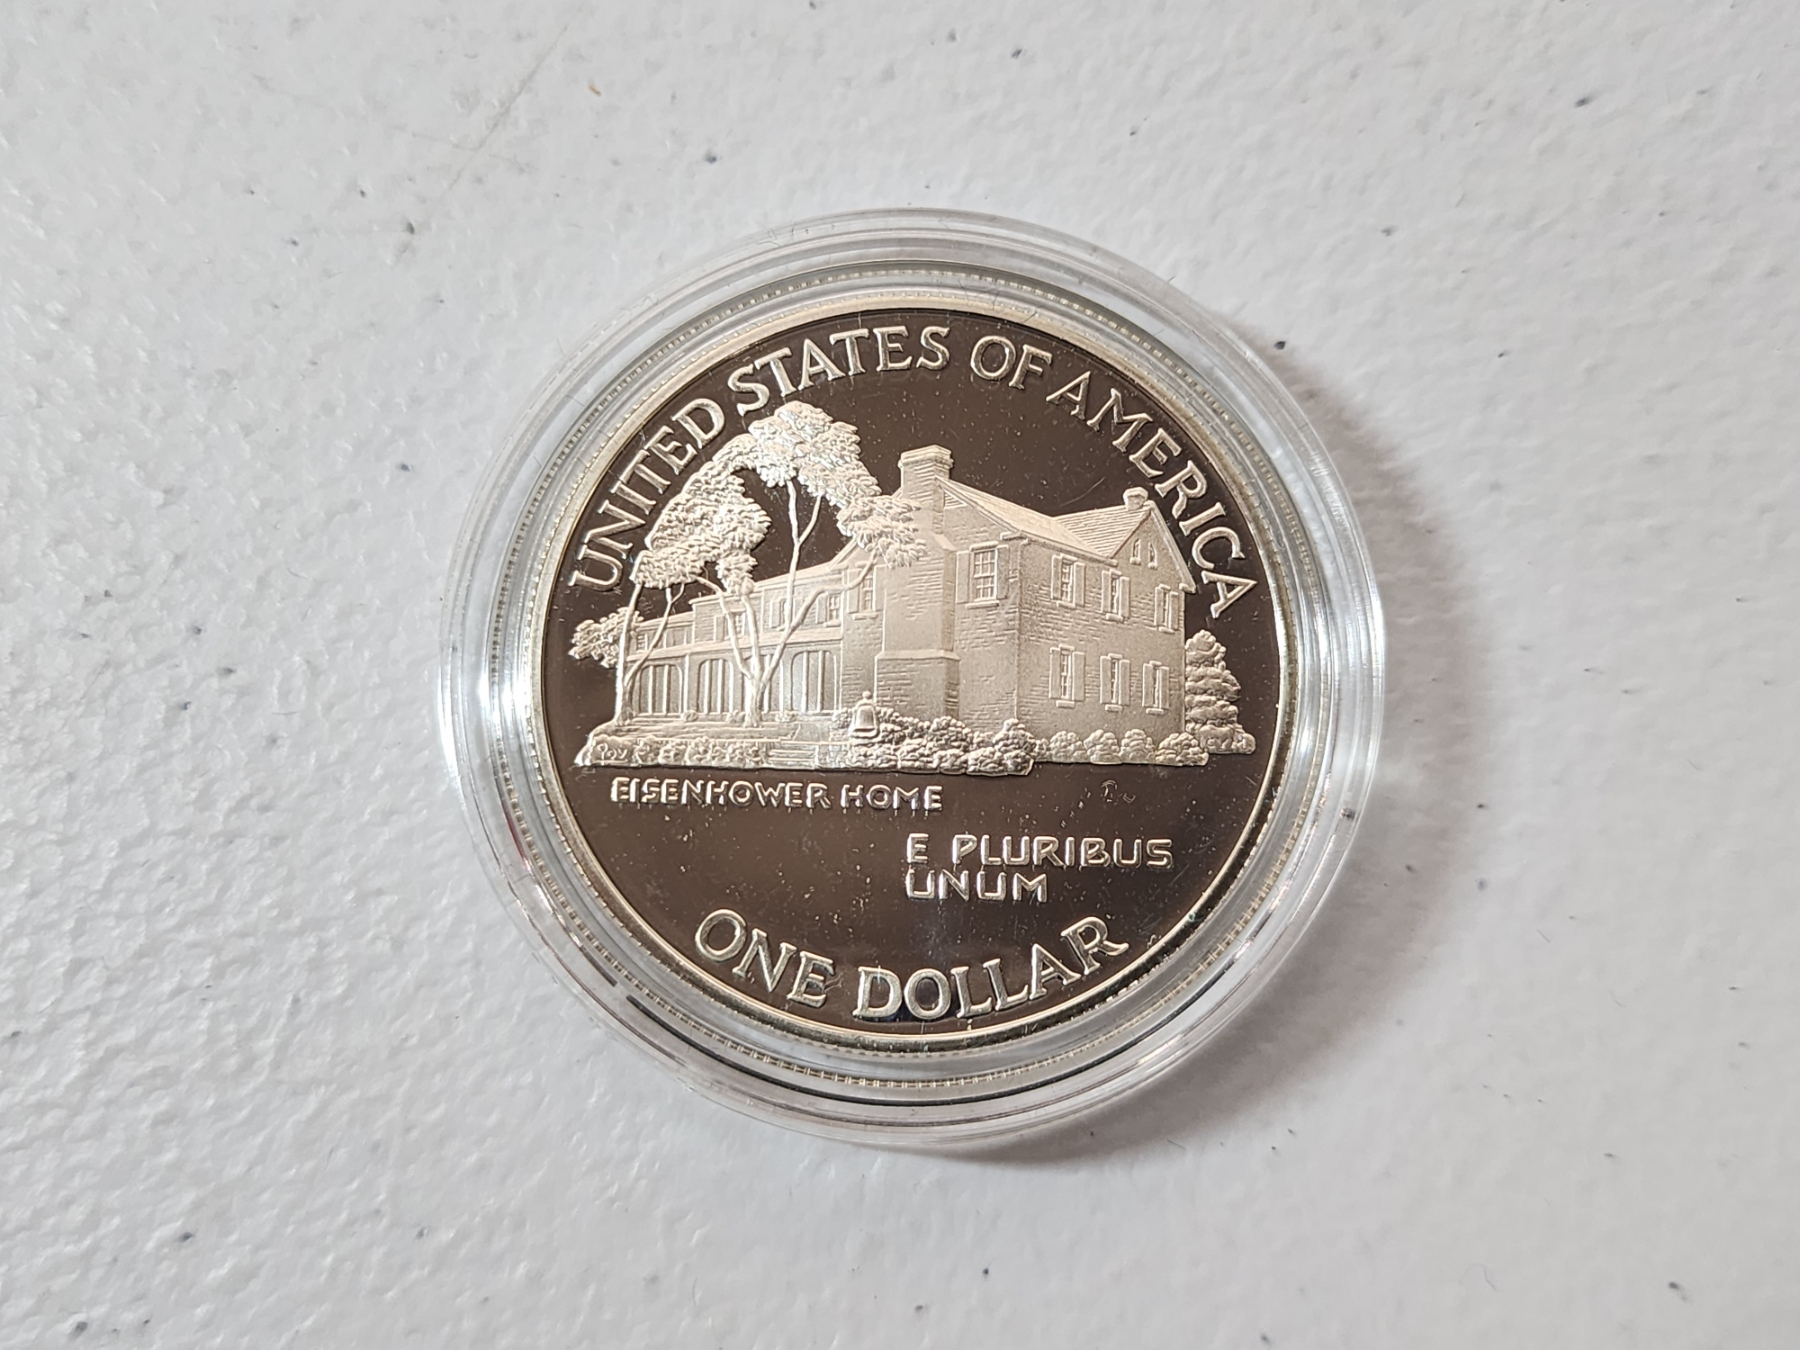 UNITED STATES OF AMERICA
EISENHOWER HOME
E PLURIBUS
UNUM
ONE DOLLAR